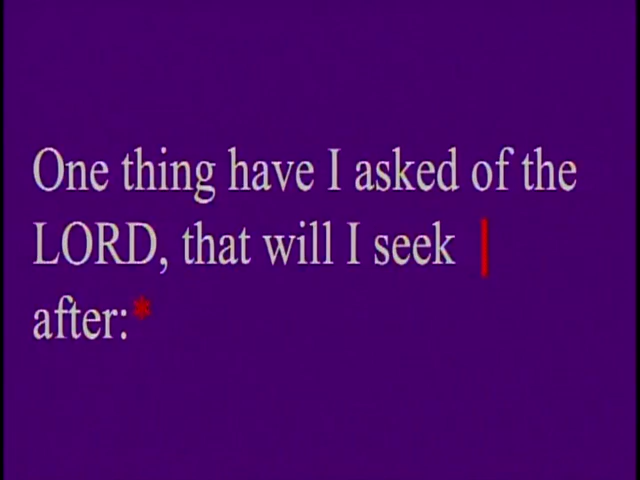 One thing have I asked of the
LORD, that will I seek |
after:*